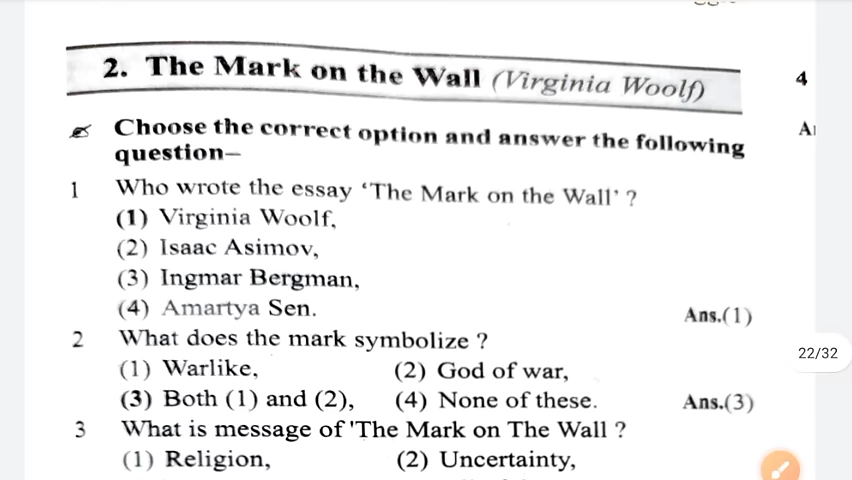 2. The Mark on the Wall (Virginia Woolf)
4
Choose the correct option and answer the following
question–
1 Who wrote the essay ‘The Mark on the Wall’ ?
(1) Virginia Woolf,
(2) Isaac Asimov,
(3) Ingmar Bergman,
(4) Amartya Sen. Ans.(1)
2 What does the mark symbolize ?
(1) Warlike, (2) God of war,
(3) Both (1) and (2), (4) None of these. Ans.(3)
3 What is message of 'The Mark on The Wall ?
(1) Religion, (2) Uncertainty,
22/32